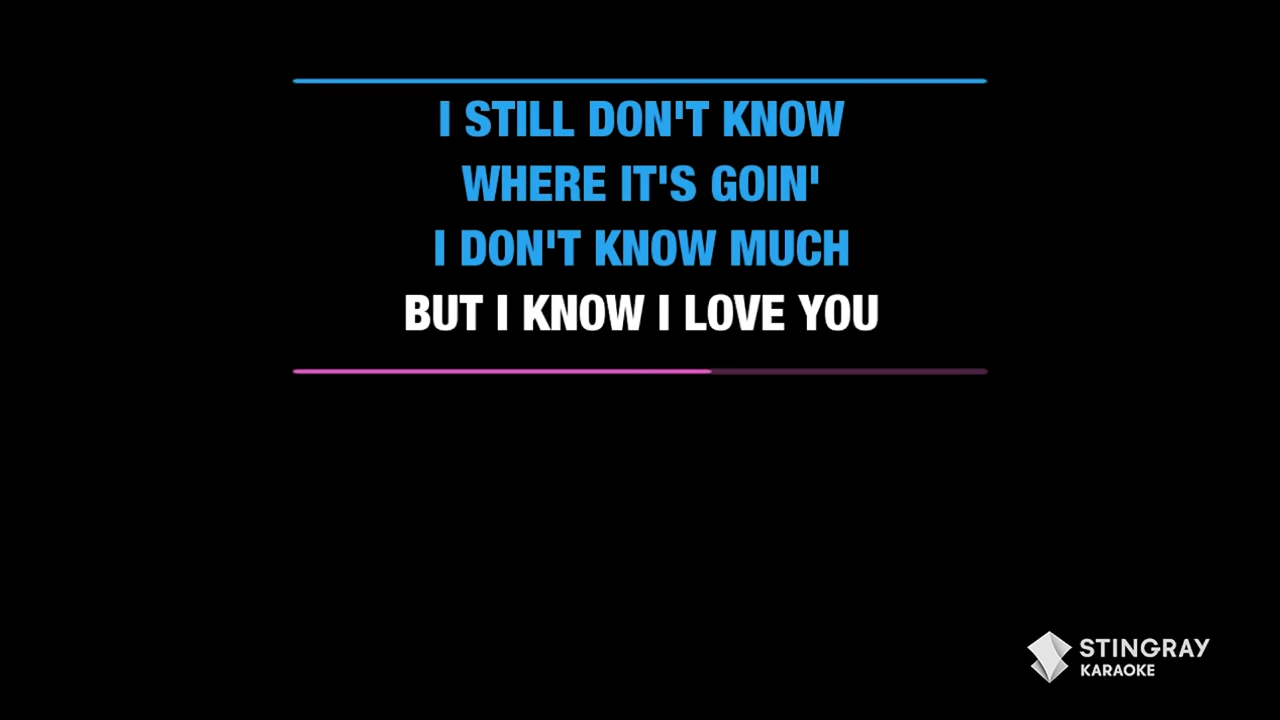 I STILL DON'T KNOW
WHERE IT'S GOIN'
I DON'T KNOW MUCH
BUT I KNOW I LOVE YOU
STINGRAY
KARAOKE